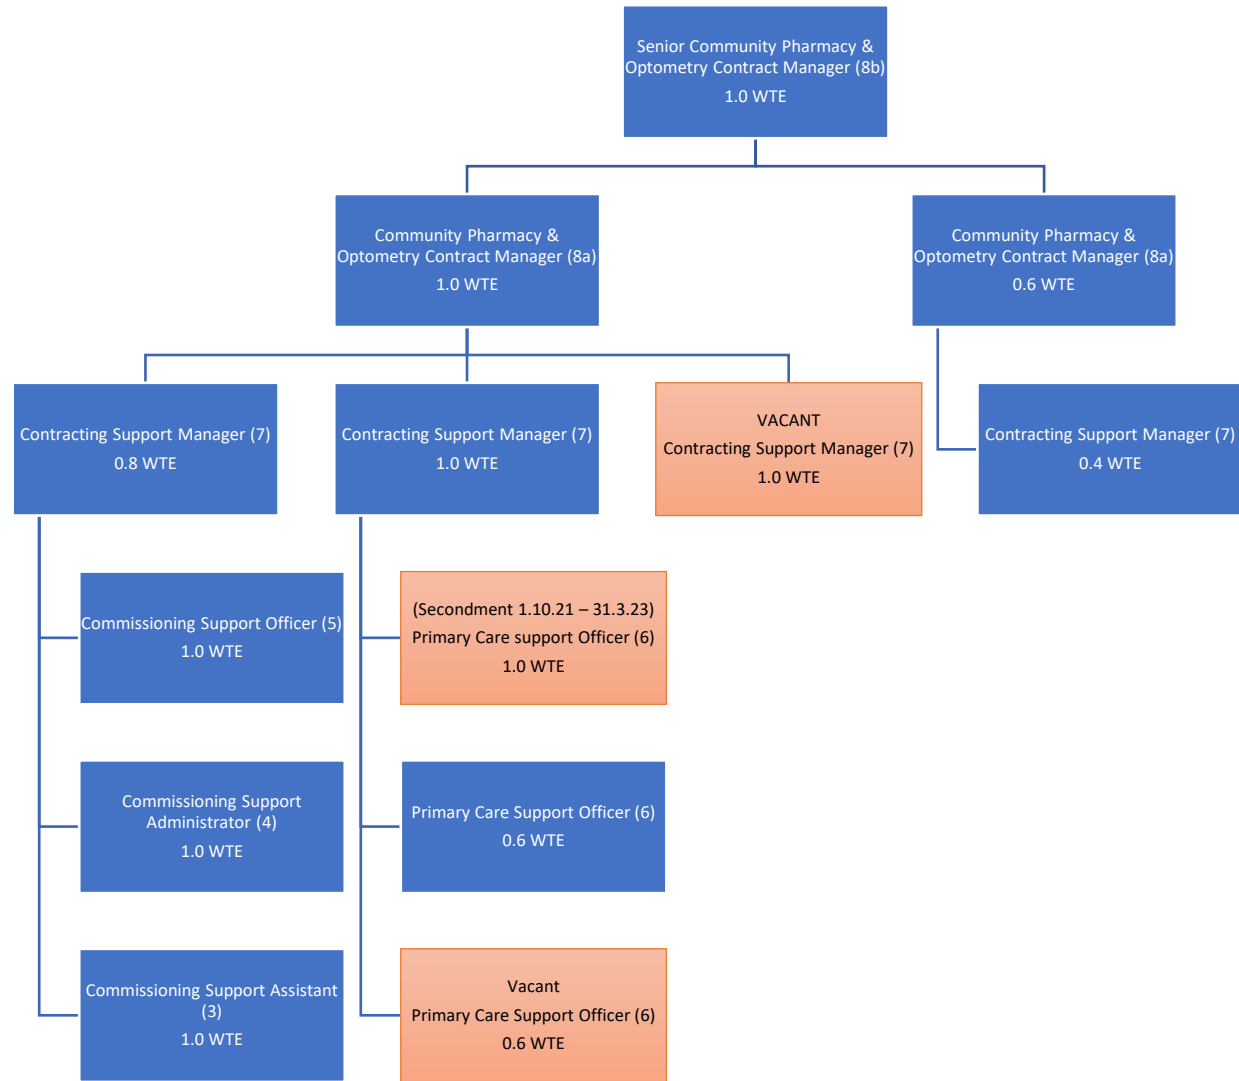 Senior Community Pharmacy &
Optometry Contract Manager (8b)
1.0 WTE
Community Pharmacy &
Optometry Contract Manager (8a)
1.0 WTE
Community Pharmacy &
Optometry Contract Manager (8a)
0.6 WTE
Contracting Support Manager (7)
0.8 WTE
Contracting Support Manager (7)
1.0 WTE
VACANT
Contracting Support Manager (7)
1.0 WTE
Contracting Support Manager (7)
0.4 WTE
Commissioning Support Officer (5)
1.0 WTE
(Secondment 1.10.21 – 31.3.23)
Primary Care support Officer (6)
1.0 WTE
Commissioning Support
Administrator (4)
1.0 WTE
Primary Care Support Officer (6)
0.6 WTE
Commissioning Support Assistant
(3)
1.0 WTE
Vacant
Primary Care Support Officer (6)
0.6 WTE